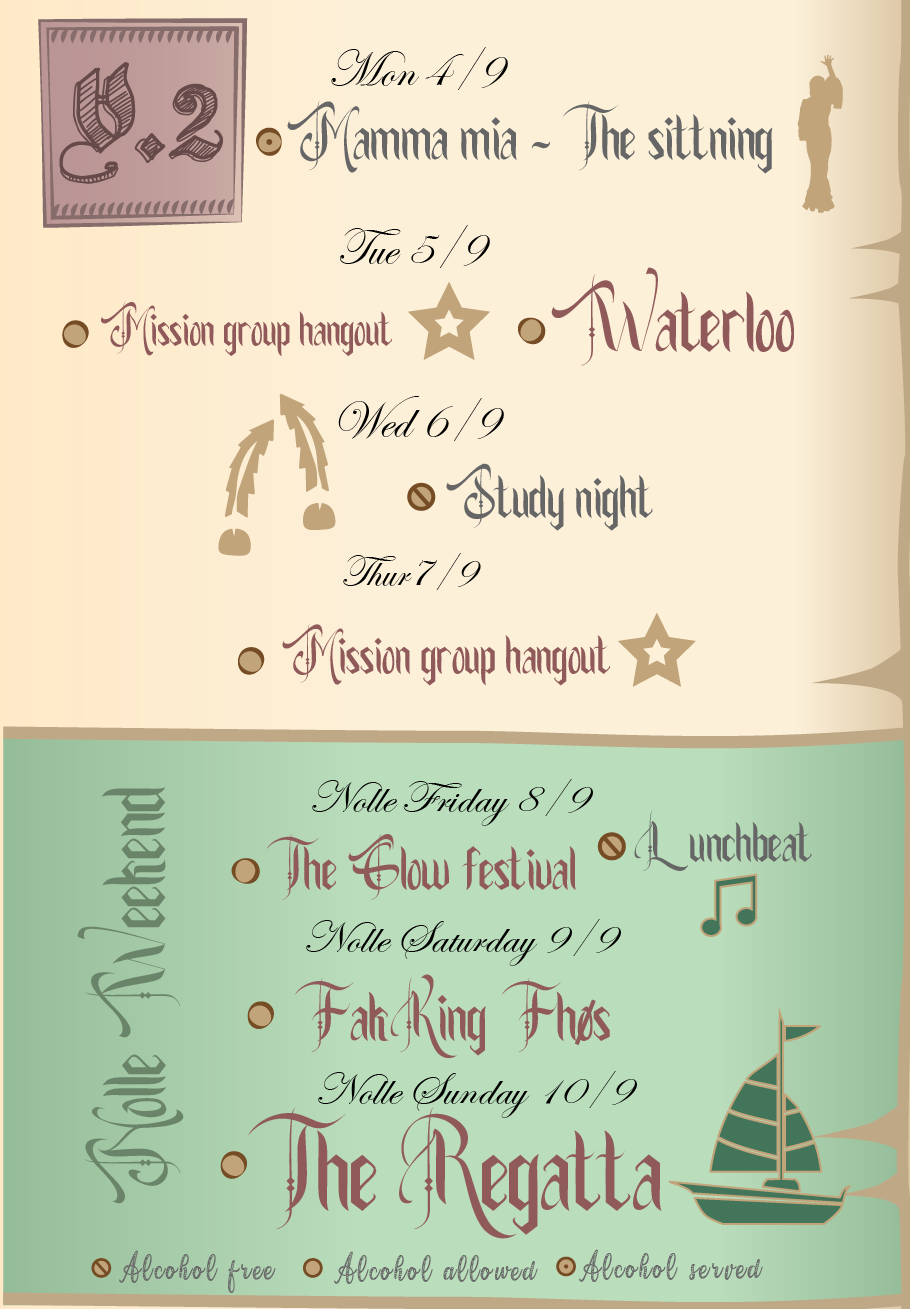 V.2
Mon 4/9
Mamma mia - The sittning
Tue 5/9
Mission group hangout
Waterloo
Wed 6/9
Study night
Thur 7/9
Mission group hangout
Nolle Weekend
Nolle Friday 8/9
The Glow festival
Lunchbeat
Nolle Saturday 9/9
FakKing Fhøs
Nolle Sunday 10/9
The Regatta
Alcohol free Alcohol allowed Alcohol served